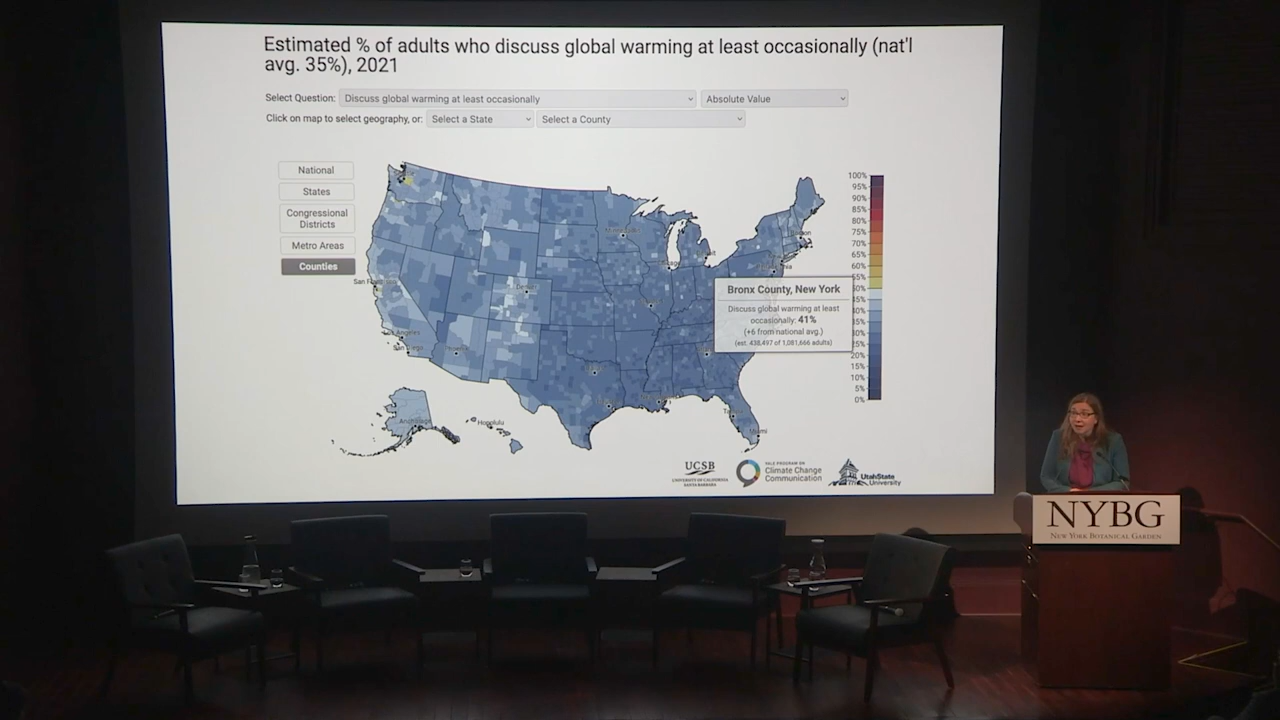 Estimated % of adults who discuss global warming at least occasionally (nat'l
avg. 35%), 2021
Select Question: Discuss global warming at least occasionally Absolute Value
Click on map to select geography, or: Select a State Select a County
National
States
Congressional
Districts
Metro Areas
Counties
100%
95%
90%
85%
80%
75%
70%
65%
60%
55%
50%
45%
40%
35%
30%
25%
20%
15%
10%
5%
0%
Bronx County, New York
Discuss global warming at least
occasionally: 41%
(+6 from national avg.)
(est. 438,497 of 1,081,666 adults)
Denver
Los Angeles
Anchorage
Honolulu
Miami
UCSB
UNIVERSITY OF CALIFORNIA
SANTA BARBARA
YALE PROGRAM ON
Climate Change
Communication
UtahState
University
NYBG
NEW YORK BOTANICAL GARDEN